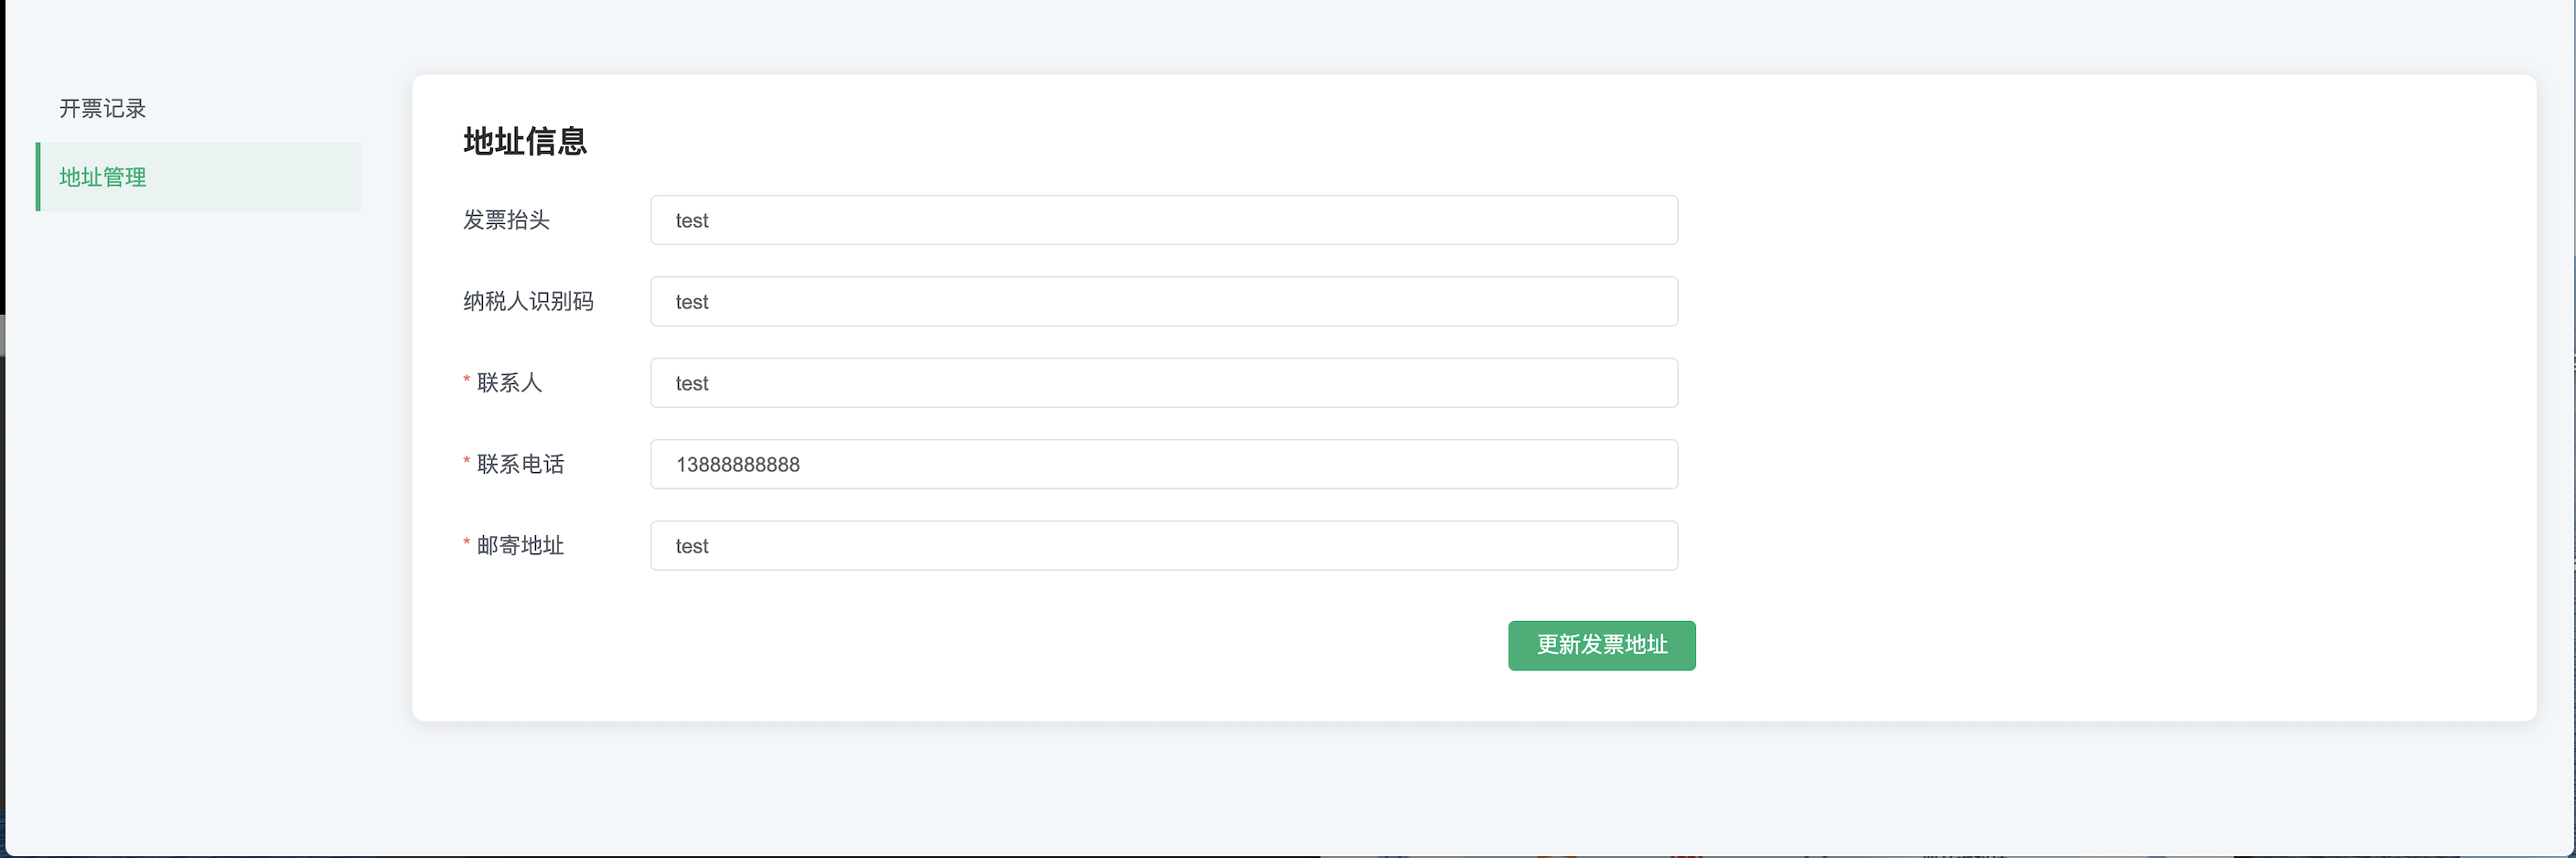 开票记录
地址管理
地址信息
发票抬头
test
纳税人识别码
test
* 联系人
test
* 联系电话
13888888888
* 邮寄地址
test
更新发票地址